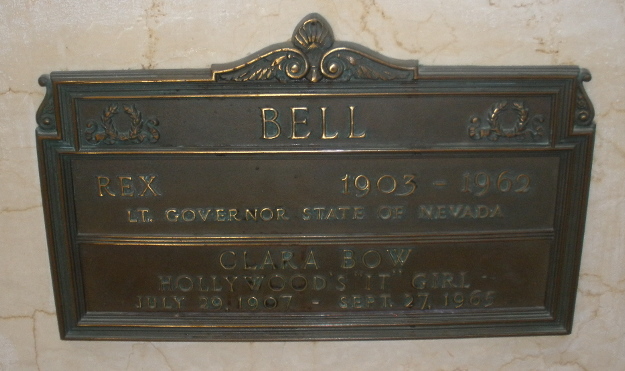 BELL
REX 1903 - 1962
LT. GOVERNOR STATE OF NEVADA
CLARA BOW
HOLLYWOOD'S "IT" GIRL
JULY 29, 1907 - SEPT. 27, 1965